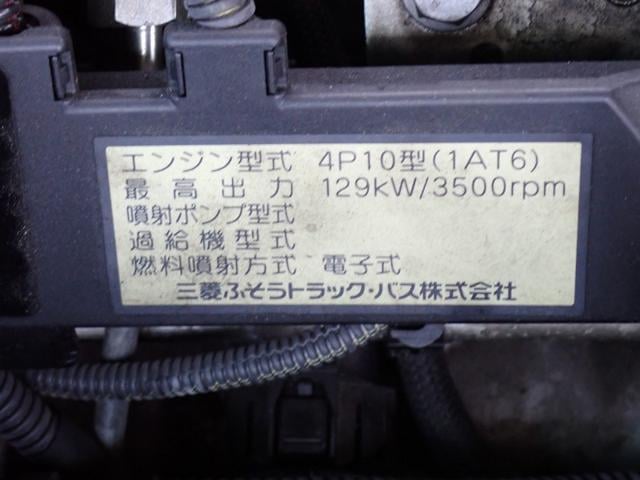 エンジン型式 4P10型(1AT6)
最高出力 129kW/3500rpm
噴射ポンプ型式
過給機型式
燃料噴射方式 電子式
三菱ふそうトラック・バス株式会社